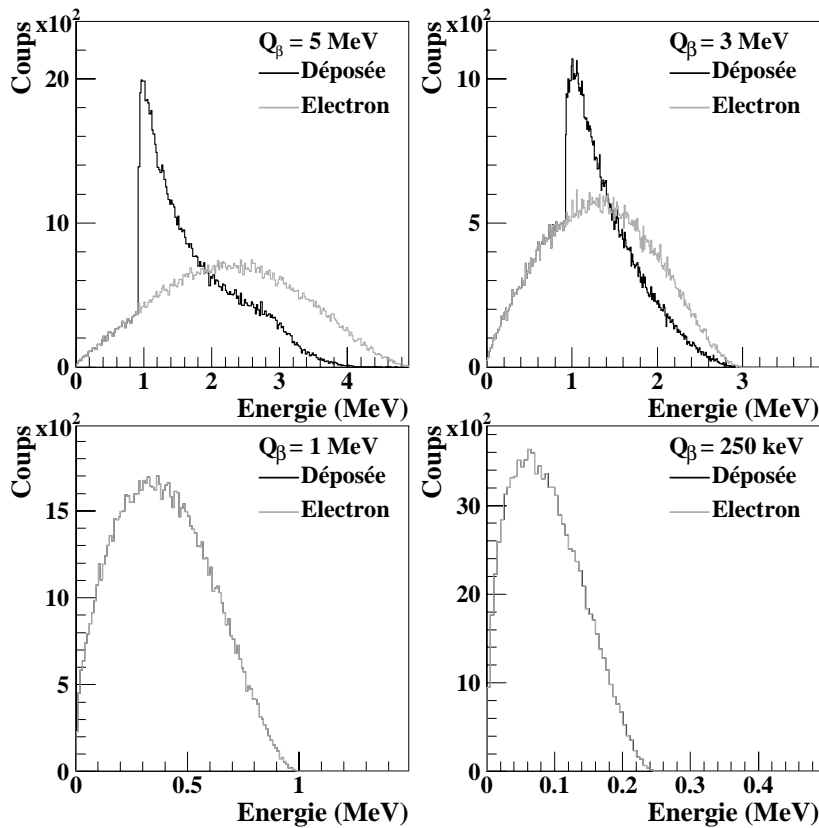 x10²
Coups
Q_β = 5 MeV
Déposée
Electron
20
10
0
0 1 2 3 4
Energie (MeV)
x10²
Coups
Q_β = 3 MeV
Déposée
Electron
10
5
0
0 1 2 3
Energie (MeV)
x10²
Coups
Q_β = 1 MeV
Déposée
Electron
15
10
5
0
0 0.5 1
Energie (MeV)
x10²
Coups
Q_β = 250 keV
Déposée
Electron
30
20
10
0
0 0.1 0.2 0.3 0.4
Energie (MeV)